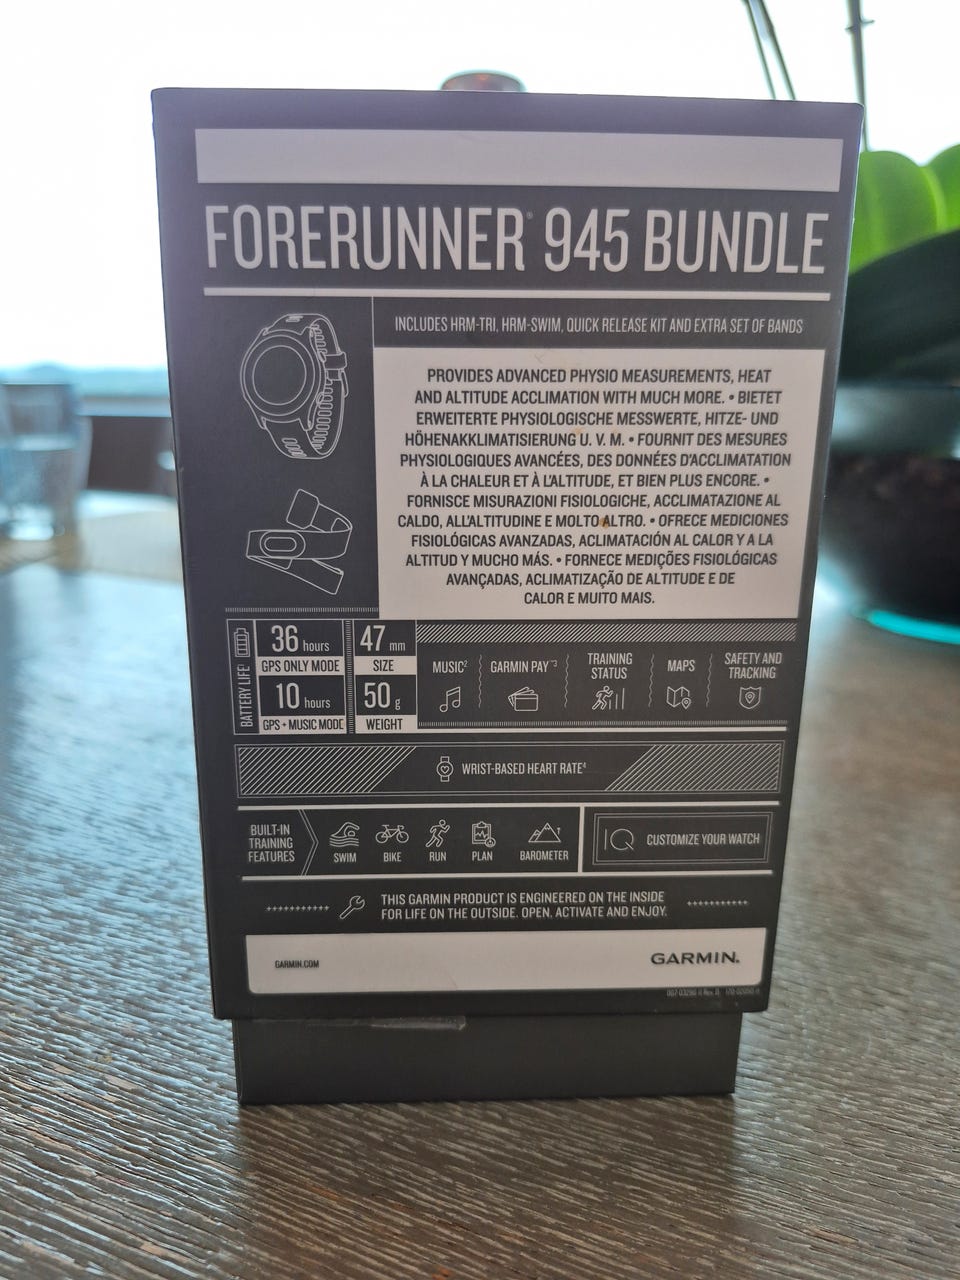 FORERUNNER® 945 BUNDLE
INCLUDES HRM-TRI, HRM-SWIM, QUICK RELEASE KIT AND EXTRA SET OF BANDS
PROVIDES ADVANCED PHYSIO MEASUREMENTS, HEAT
AND ALTITUDE ACCLIMATION WITH MUCH MORE. • BIETET
ERWEITERTE PHYSIOLOGISCHE MESSWERTE, HITZE- UND
HÖHENAKKLIMATISIERUNG U. V. M. • FOURNIT DES MESURES
PHYSIOLOGIQUES AVANCÉES, DES DONNÉES D'ACCLIMATATION
À LA CHALEUR ET À L'ALTITUDE, ET BIEN PLUS ENCORE. •
FORNISCE MISURAZIONI FISIOLOGICHE, ACCLIMATAZIONE AL
CALDO, ALL'ALTITUDINE E MOLTO ALTRO. • OFRECE MEDICIONES
FISIOLÓGICAS AVANZADAS, ACLIMATACIÓN AL CALOR Y A LA
ALTITUD Y MUCHO MÁS. • FORNECE MEDIÇÕES FISIOLÓGICAS
AVANÇADAS, ACLIMATIZAÇÃO DE ALTITUDE E DE
CALOR E MUITO MAIS.
BATTERY LIFE¹
36 hours
GPS ONLY MODE
10 hours
GPS + MUSIC MODE
47 mm
SIZE
50 g
WEIGHT
MUSIC²
GARMIN PAY™³
TRAINING
STATUS
MAPS
SAFETY AND
TRACKING
WRIST-BASED HEART RATE⁴
BUILT-IN
TRAINING
FEATURES
SWIM
BIKE
RUN
PLAN
BAROMETER
IQ
CUSTOMIZE YOUR WATCH
THIS GARMIN PRODUCT IS ENGINEERED ON THE INSIDE
FOR LIFE ON THE OUTSIDE. OPEN, ACTIVATE AND ENJOY.
GARMIN.COM
GARMIN.